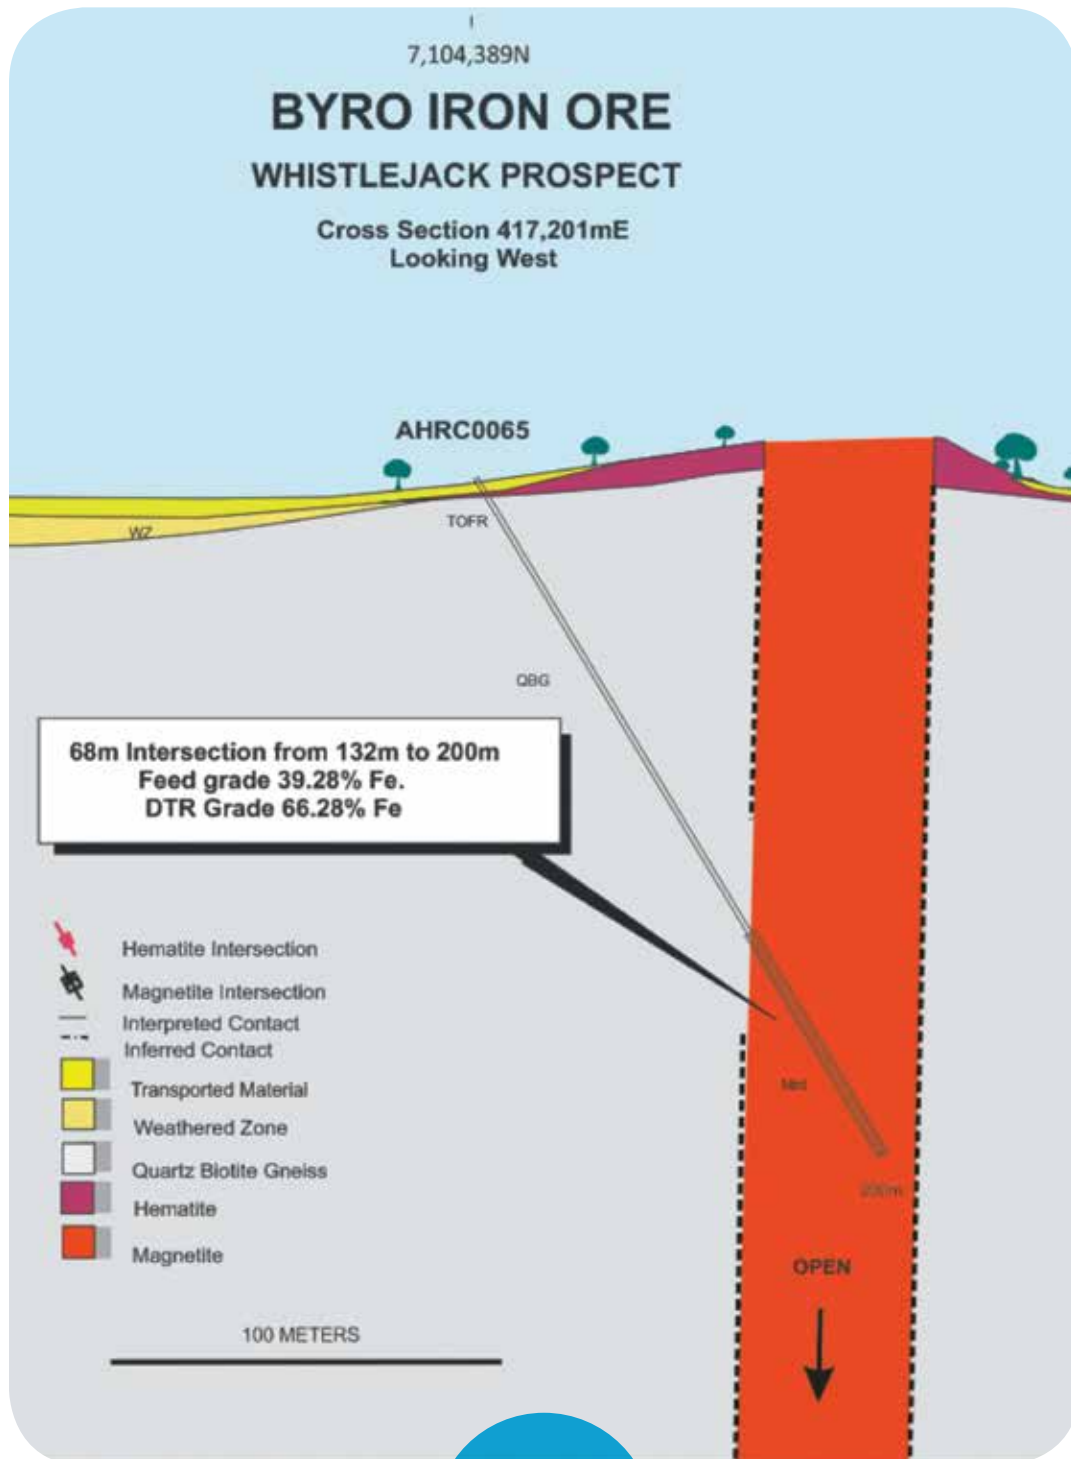 7,104,389N
BYRO IRON ORE
WHISTLEJACK PROSPECT
Cross Section 417,201mE
Looking West
AHRC0065
TOFR
WZ
QBG
68m Intersection from 132m to 200m
Feed grade 39.28% Fe.
DTR Grade 66.28% Fe
Hematite Intersection
Magnetite Intersection
Interpreted Contact
Inferred Contact
Transported Material
Weathered Zone
Quartz Biotite Gneiss
Hematite
Magnetite
200m
OPEN
100 METERS